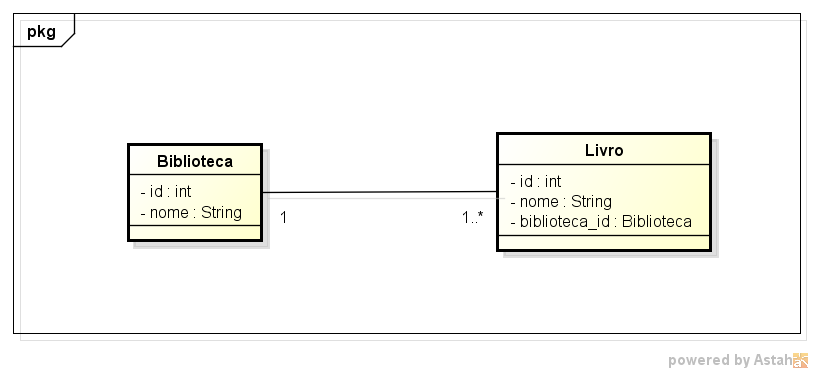 pkg
Biblioteca
- id : int
- nome : String
1
1..*
Livro
- id : int
- nome : String
- biblioteca_id : Biblioteca
powered by Astah